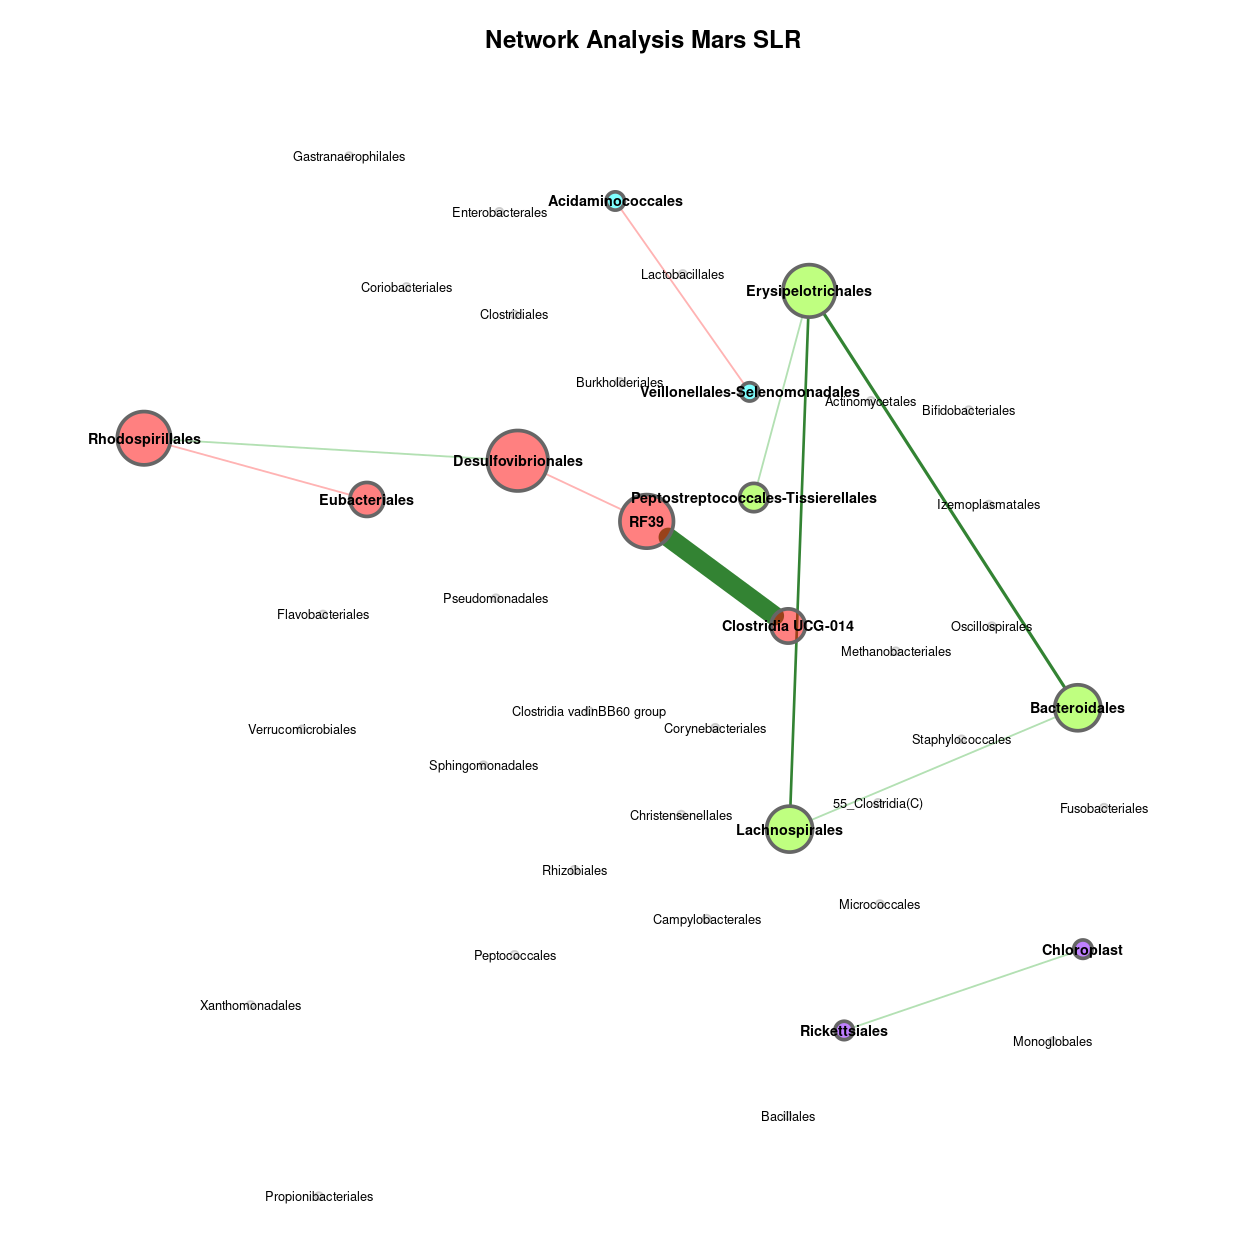 Network Analysis Mars SLR
Gastranaerophilales
Acidaminococcales
Enterobacterales
Lactobacillales
Coriobacteriales
Erysipelotrichales
Clostridiales
Burkholderiales
Veillonellales-Selenomonadales
Actinomycetales
Bifidobacteriales
Rhodospirillales
Desulfovibrionales
Eubacteriales
Peptostreptococcales-Tissierellales
Izemoplasmatales
RF39
Pseudomonadales
Flavobacteriales
Clostridia UCG-014
Oscillospirales
Methanobacteriales
Bacteroidales
Clostridia vadinBB60 group
Verrucomicrobiales
Corynebacteriales
Staphylococcales
Sphingomonadales
55_Clostridia(C)
Fusobacteriales
Christensenellales
Lachnospirales
Rhizobiales
Micrococcales
Campylobacterales
Chloroplast
Peptococcales
Xanthomonadales
Rickettsiales
Monoglobales
Bacillales
Propionibacteriales